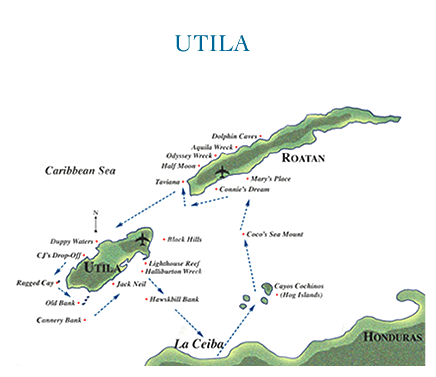 UTILA
Dolphin Caves
Aquila Wreck
Odyssey Wreck
Half Moon
ROATAN
Caribbean Sea
Taviana
Mary's Place
Connie's Dream
N
Duppy Waters
Black Hills
Coco's Sea Mount
CJ's Drop-Off
UTILA
Lighthouse Reef
Halliburton Wreck
Ragged Cay
Jack Neil
Cayos Cochinos
(Hog Islands)
Old Bank
Hawskbill Bank
Cannery Bank
La Ceiba
HONDURAS